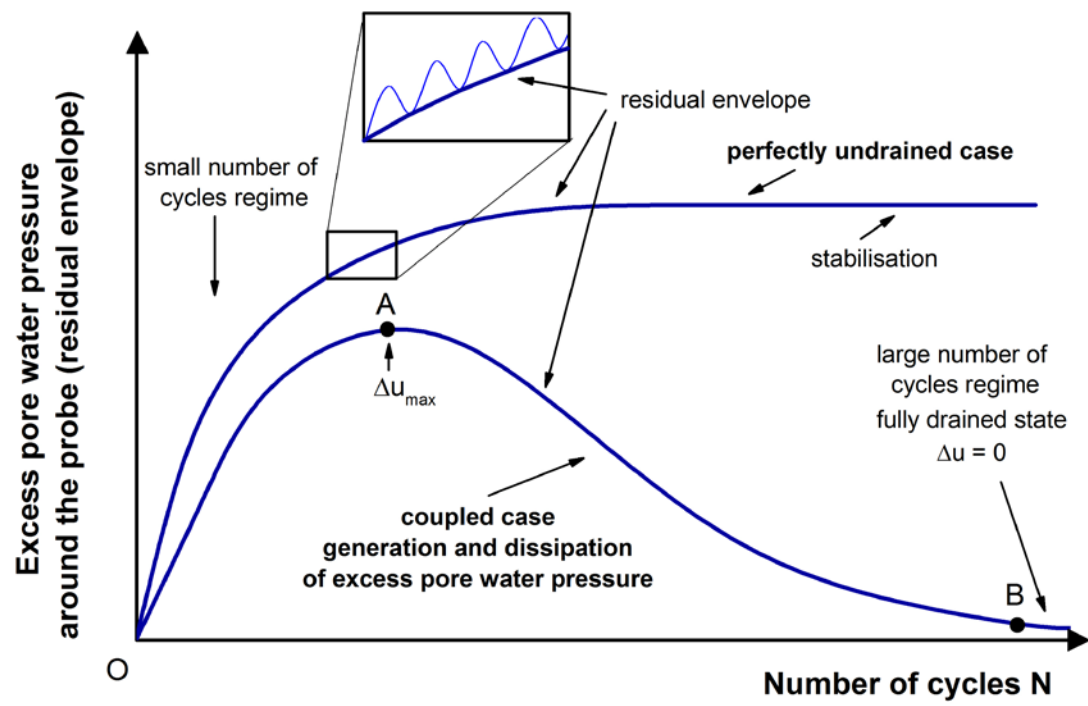 Excess pore water pressure
around the probe (residual envelope)
small number of
cycles regime
residual envelope
perfectly undrained case
stabilisation
A
Δumax
large number of
cycles regime
fully drained state
Δu = 0
coupled case
generation and dissipation
of excess pore water pressure
B
O
Number of cycles N